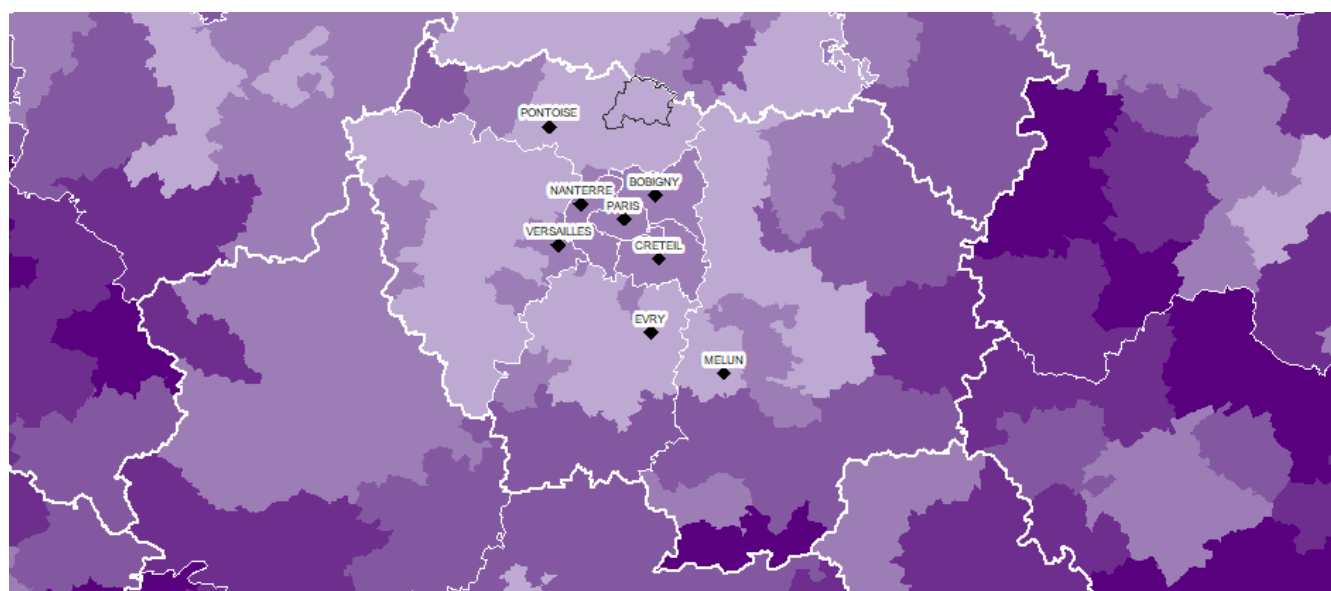 PONTOISE
BOBIGNY
NANTERRE
PARIS
VERSAILLES
CRETEIL
EVRY
MELUN